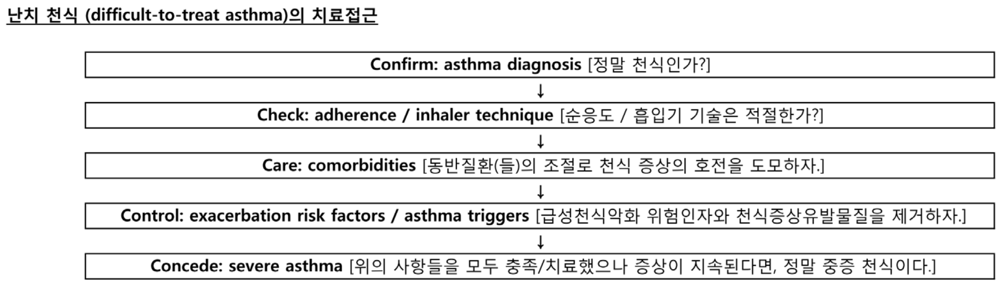 난치 천식 (difficult-to-treat asthma)의 치료접근
Confirm: asthma diagnosis [정말 천식인가?]
↓
Check: adherence / inhaler technique [순응도 / 흡입기 기술은 적절한가?]
↓
Care: comorbidities [동반질환(들)의 조절로 천식 증상의 호전을 도모하자.]
↓
Control: exacerbation risk factors / asthma triggers [급성천식악화 위험인자와 천식증상유발물질을 제거하자.]
↓
Concede: severe asthma [위의 사항들을 모두 충족/치료했으나 증상이 지속된다면, 정말 중증 천식이다.]